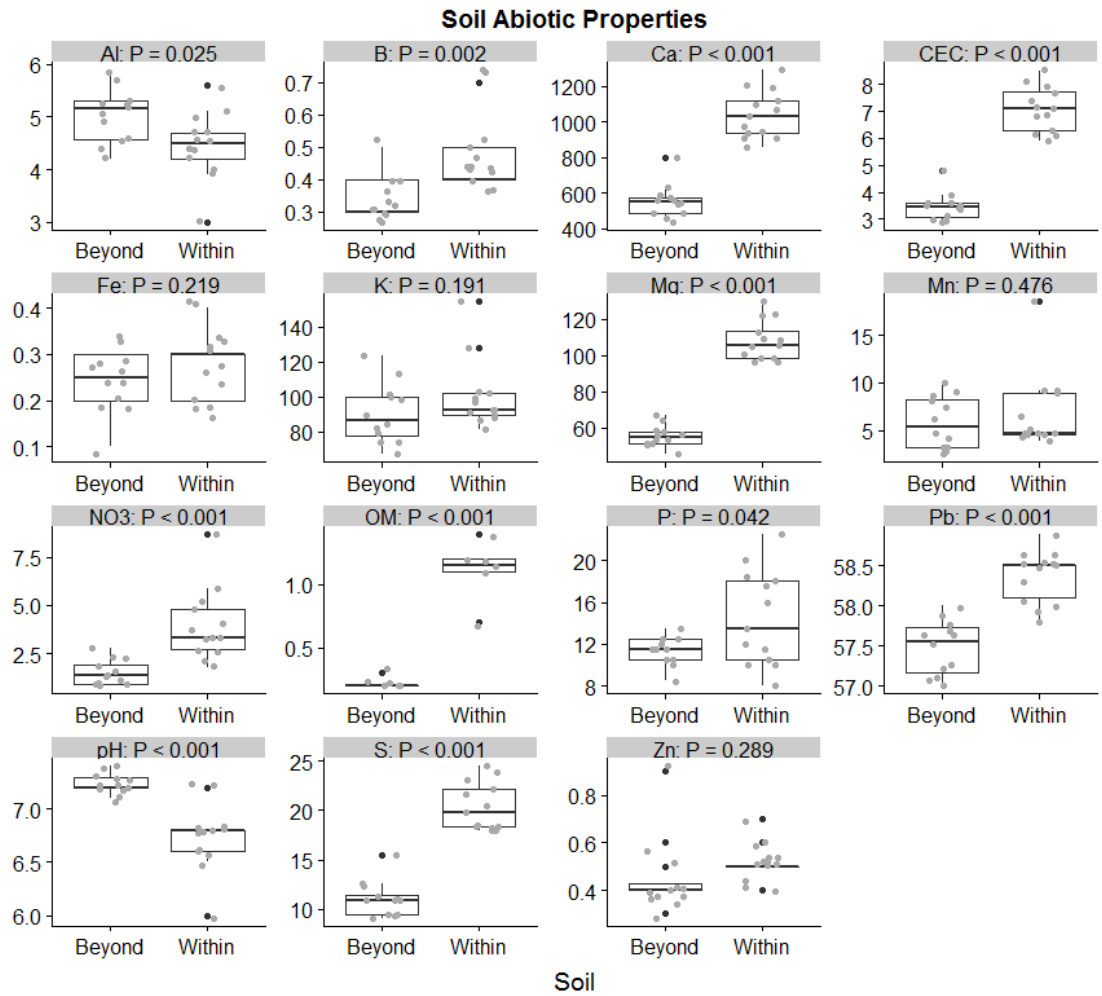 Soil Abiotic Properties
Al: P = 0.025
6
5
4
3
Beyond Within
B: P = 0.002
0.7
0.6
0.5
0.4
0.3
Beyond Within
Ca: P < 0.001
1200
1000
800
600
400
Beyond Within
CEC: P < 0.001
8
7
6
5
4
3
Beyond Within
Fe: P = 0.219
0.4
0.3
0.2
0.1
Beyond Within
K: P = 0.191
140
120
100
80
Beyond Within
Mg: P < 0.001
120
100
80
60
Beyond Within
Mn: P = 0.476
15
10
5
Beyond Within
NO3: P < 0.001
7.5
5.0
2.5
Beyond Within
OM: P < 0.001
1.0
0.5
Beyond Within
P: P = 0.042
20
16
12
8
Beyond Within
Pb: P < 0.001
58.5
58.0
57.5
57.0
Beyond Within
pH: P < 0.001
7.0
6.5
6.0
Beyond Within
S: P < 0.001
25
20
15
10
Beyond Within
Zn: P = 0.289
0.8
0.6
0.4
Beyond Within
Soil